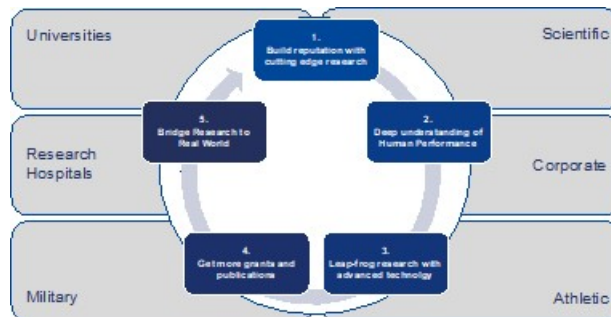 Universities
Scientific
1.
Build reputation with
cutting edge research
5.
Bridge Research to
Real World
2.
Deep understanding of
Human Performance
Research
Hospitals
Corporate
4.
Get more grants and
publications
3.
Leap-frog research with
advanced technolgy
Military
Athletic